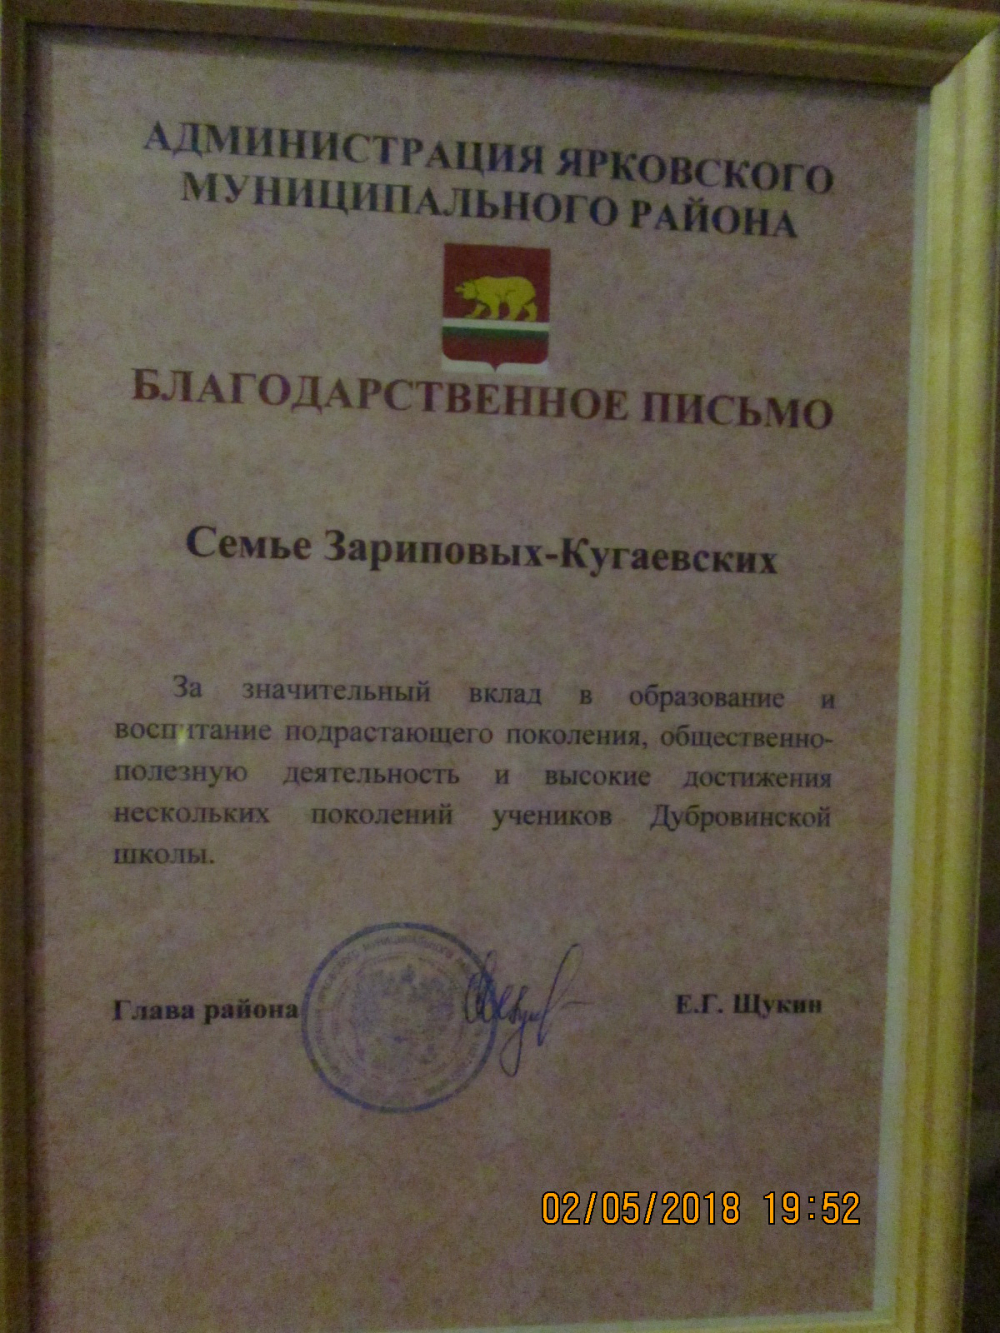 АДМИНИСТРАЦИЯ ЯРКОВСКОГО
МУНИЦИПАЛЬНОГО РАЙОНА
БЛАГОДАРСТВЕННОЕ ПИСЬМО
Семье Зариповых-Кугаевских
За значительный вклад в образование и
воспитание подрастающего поколения, общественно-
полезную деятельность и высокие достижения
нескольких поколений учеников Дубровинской
школы.
Глава района Е.Г. Щукин
02/05/2018 19:52